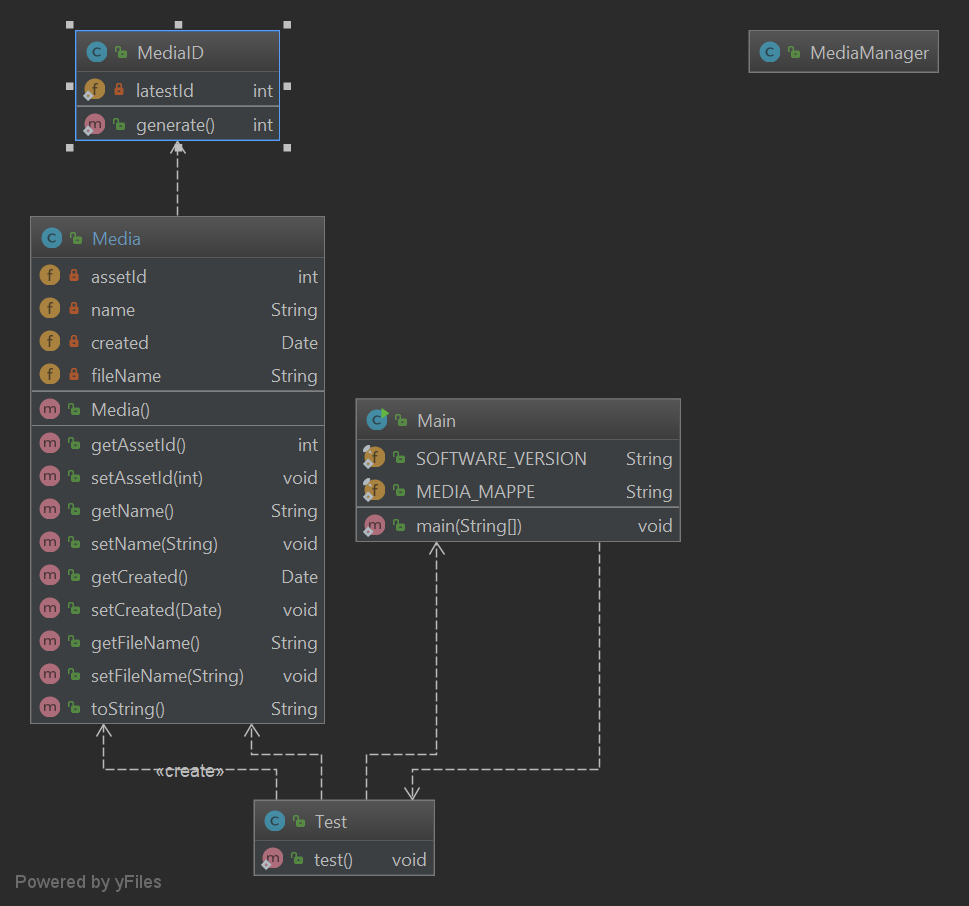 MediaID
latestId int
generate() int
MediaManager
Media
assetId int
name String
created Date
fileName String
Media()
getAssetId() int
setAssetId(int) void
getName() String
setName(String) void
getCreated() Date
setCreated(Date) void
getFileName() String
setFileName(String) void
toString() String
Main
SOFTWARE_VERSION String
MEDIA_MAPPE String
main(String[]) void
«create»
Test
test() void
Powered by yFiles